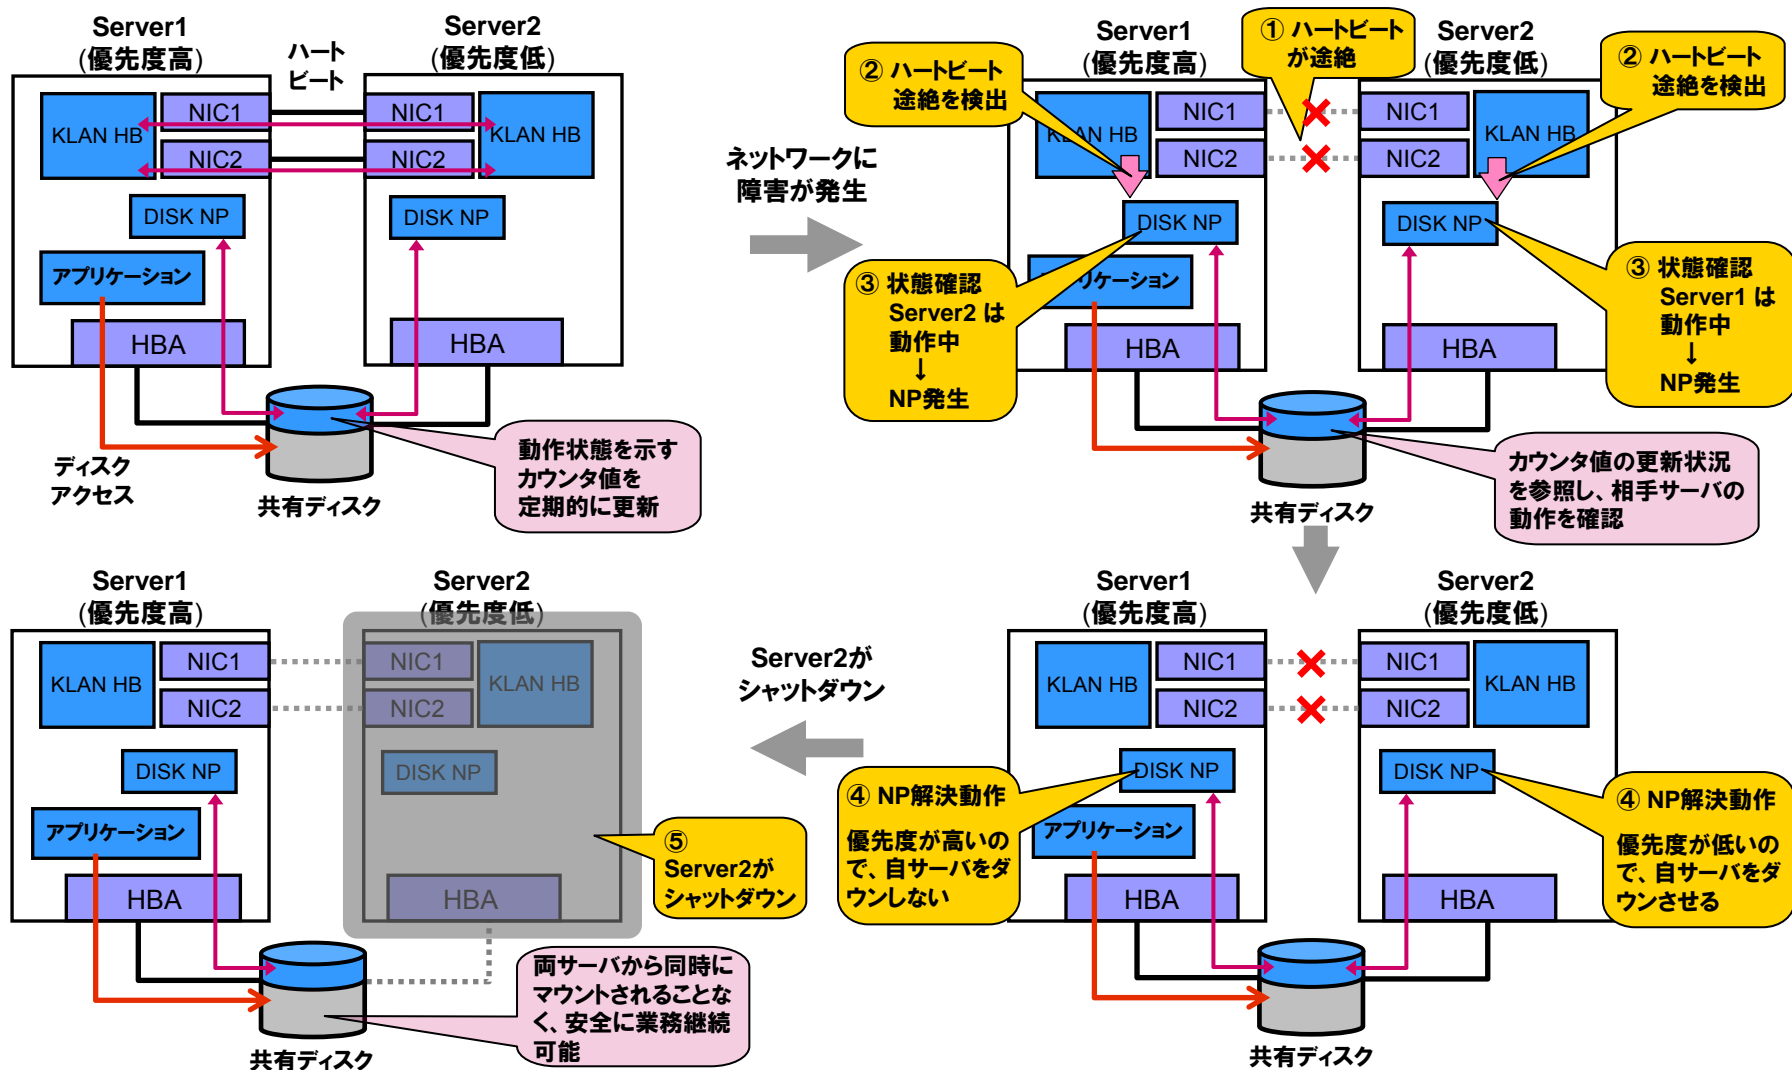 Server1
(優先度高)
ハート
ビート
Server2
(優先度低)
KLAN HB
NIC1
NIC2
NIC1
NIC2
KLAN HB
DISK NP
DISK NP
アプリケーション
HBA
HBA
ディスク
アクセス
共有ディスク
動作状態を示す
カウンタ値を
定期的に更新
ネットワークに
障害が発生
Server1
(優先度高)
① ハートビート
が途絶
Server2
(優先度低)
② ハートビート
途絶を検出
② ハートビート
途絶を検出
KLAN HB
NIC1
NIC2
NIC1
NIC2
KLAN HB
DISK NP
DISK NP
③ 状態確認
Server2 は
動作中
↓
NP発生
リケーション
③ 状態確認
Server1 は
動作中
↓
NP発生
HBA
HBA
共有ディスク
カウンタ値の更新状況
を参照し、相手サーバの
動作を確認
Server1
(優先度高)
Server2
(優先度低)
KLAN HB
NIC1
NIC2
NIC1
NIC2
KLAN HB
DISK NP
DISK NP
④ NP解決動作
優先度が高いの
で、自サーバをダ
ウンしない
アプリケーション
④ NP解決動作
優先度が低いの
で、自サーバをダ
ウンさせる
HBA
HBA
共有ディスク
Server2が
シャットダウン
Server1
(優先度高)
Server2
(優先度低)
KLAN HB
NIC1
NIC2
NIC1
NIC2
KLAN HB
DISK NP
DISK NP
アプリケーション
⑤
Server2が
シャットダウン
HBA
HBA
両サーバから同時に
マウントされることな
く、安全に業務継続
可能
共有ディスク